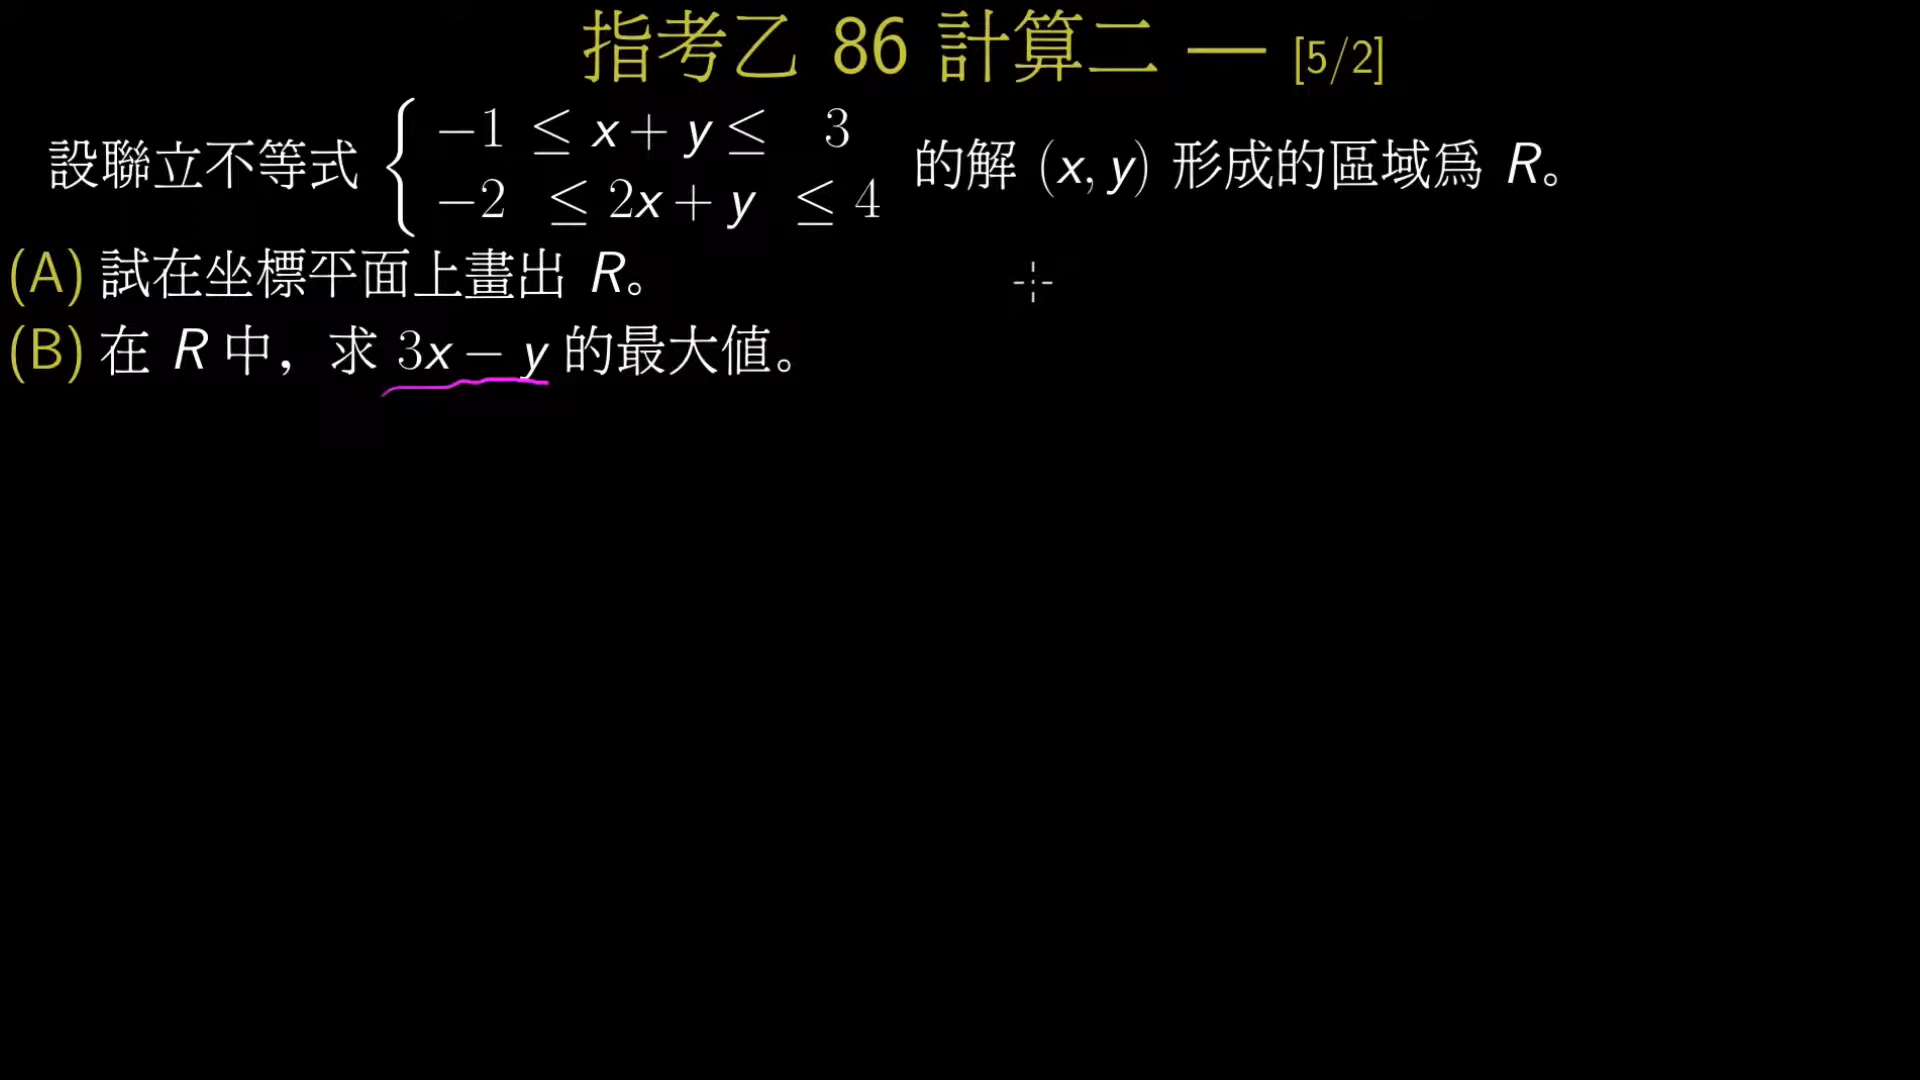 指考乙 86 計算二 — [5/2]
設聯立不等式 { −1 ≤ x + y ≤ 3
−2 ≤ 2x + y ≤ 4 的解 (x, y) 形成的區域爲 R。
(A) 試在坐標平面上畫出 R。
(B) 在 R 中，求 3x − y 的最大值。